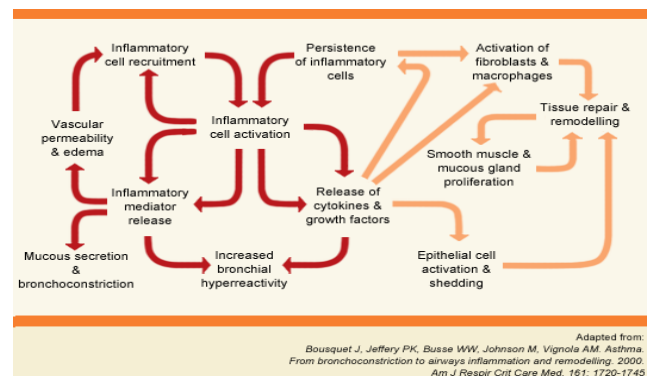 Inflammatory
cell recruitment
Persistence
of inflammatory
cells
Activation of
fibroblasts &
macrophages
Vascular
permeability
& edema
Inflammatory
cell activation
Tissue repair &
remodelling
Smooth muscle &
mucous gland
proliferation
Inflammatory
mediator
release
Release of
cytokines &
growth factors
Mucous secretion
&
bronchoconstriction
Increased
bronchial
hyperreactivity
Epithelial cell
activation &
shedding
Adapted from:
Bousquet J, Jeffery PK, Busse WW, Johnson M, Vignola AM. Asthma.
From bronchoconstriction to airways inflammation and remodelling. 2000.
Am J Respir Crit Care Med. 161: 1720-1745